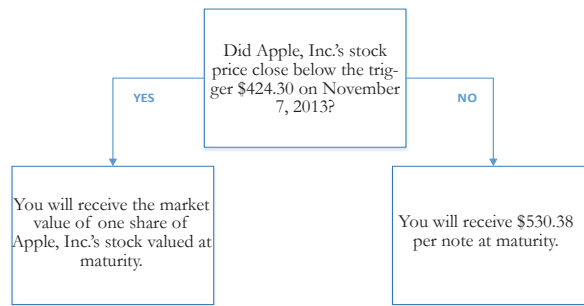 Did Apple, Inc.'s stock
price close below the trig-
ger $424.30 on November
7, 2013?
YES
NO
You will receive the market
value of one share of
Apple, Inc.'s stock valued at
maturity.
You will receive $530.38
per note at maturity.